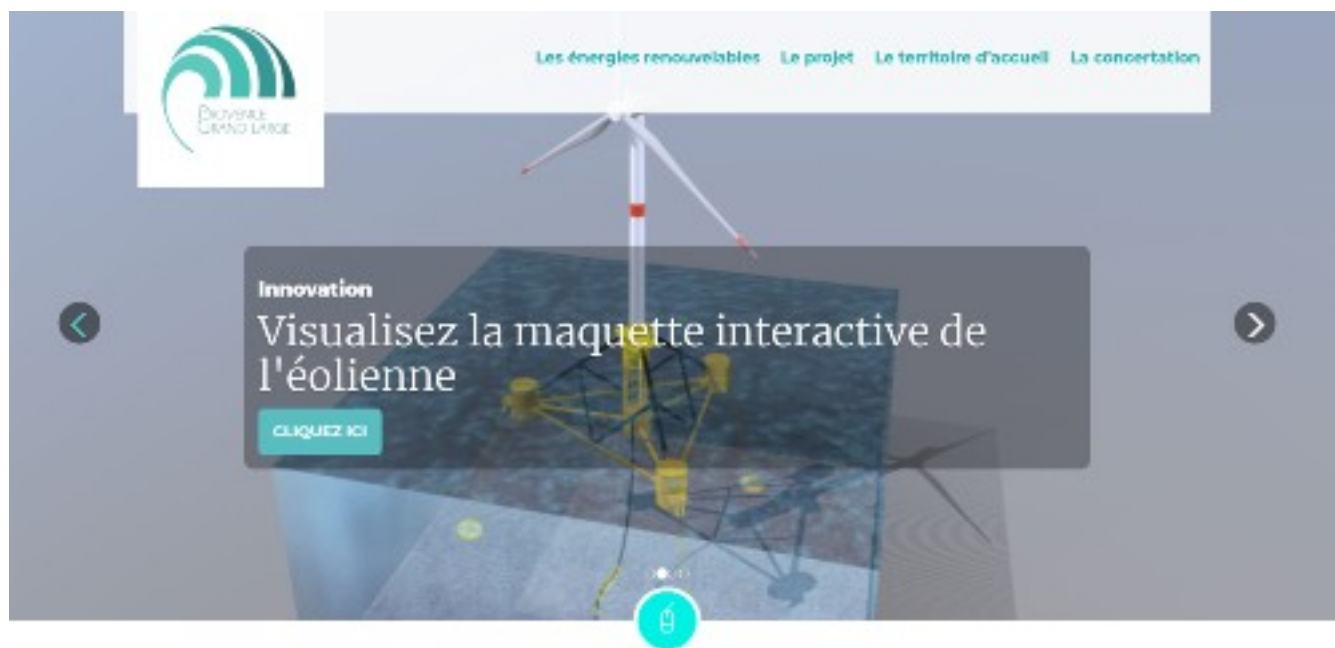 PROVENCE
GRAND LARGE
Les énergies renouvelables Le projet Le territoire d'accueil La concertation
Innovation
Visualisez la maquette interactive de
l'éolienne
CLIQUEZ ICI